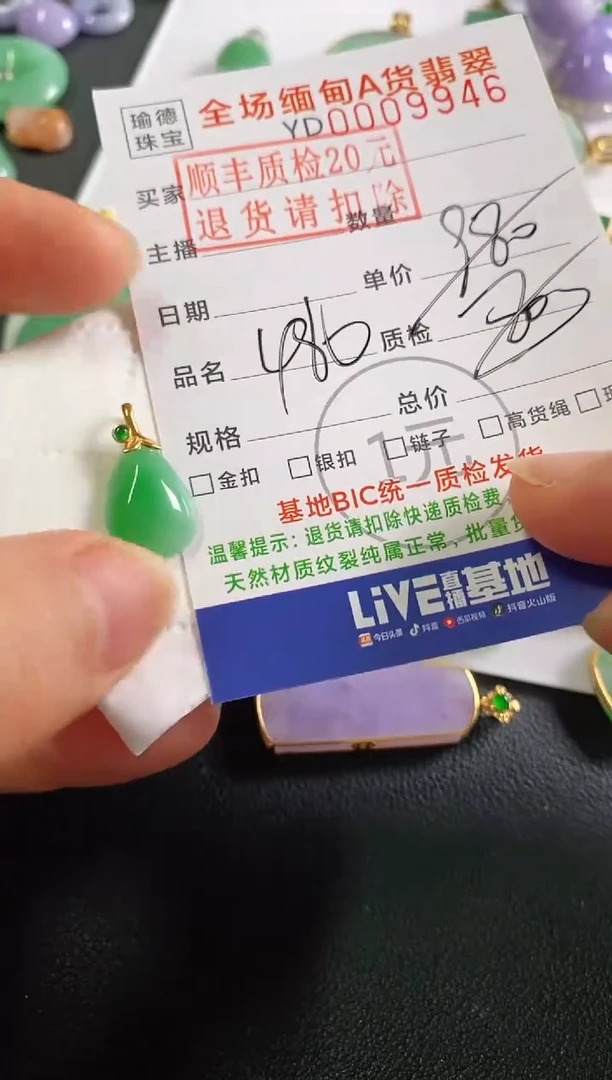 瑜德
珠宝
全场缅甸A货翡翠
YD0009946
顺丰质检20元
退货请扣除
买家
数量
主播
日期
单价 980
品名 486 质检
规格
总价
1元
金扣 银扣 链子 高货绳
基地BIC统一质检发货
温馨提示：退货请扣除快递质检费
天然材质纹裂纯属正常，批量货
LiVE直播基地
今日头条 抖音 西瓜视频 抖音火山版